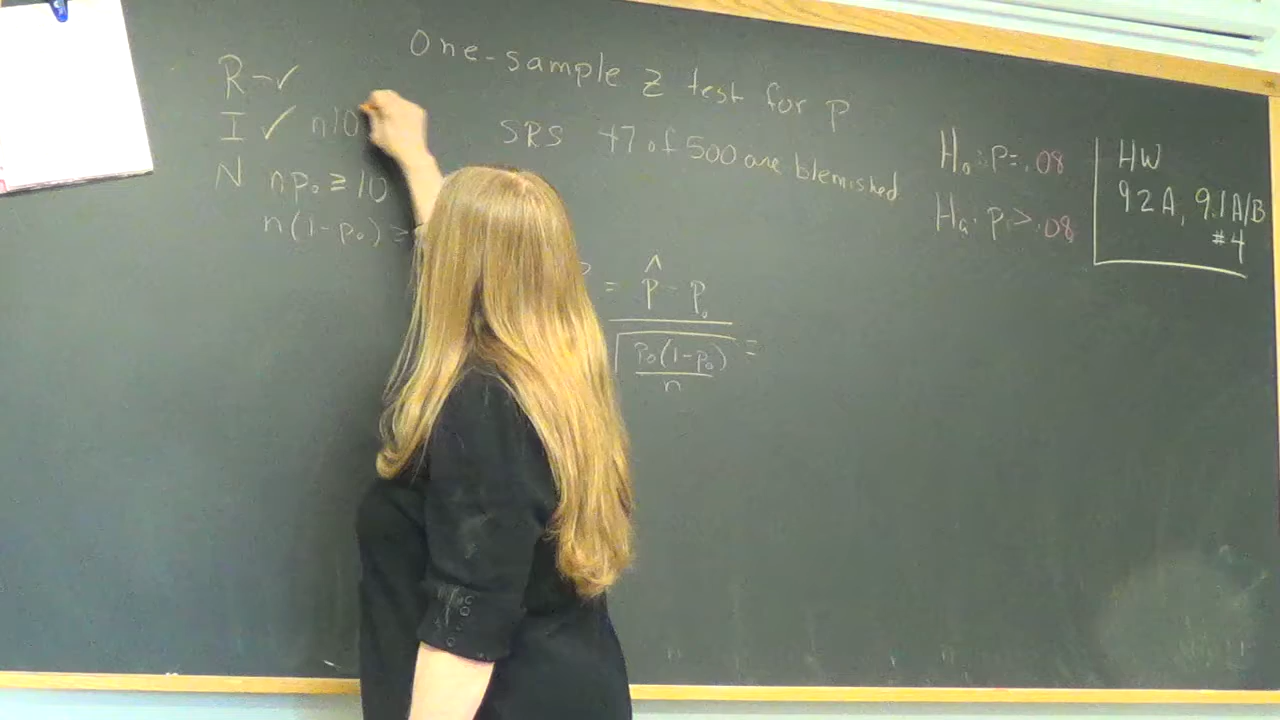 One-sample z test for p
R - ✓
I ✓ n10
N np₀ ≥ 10
n(1-p₀) ≥
SRS 47 of 500 are blemished
H₀: p = .08
Hₐ: p > .08
HW
9.2A, 9.1A/B
#4
= p̂ - p₀
√ p₀(1-p₀) =
n